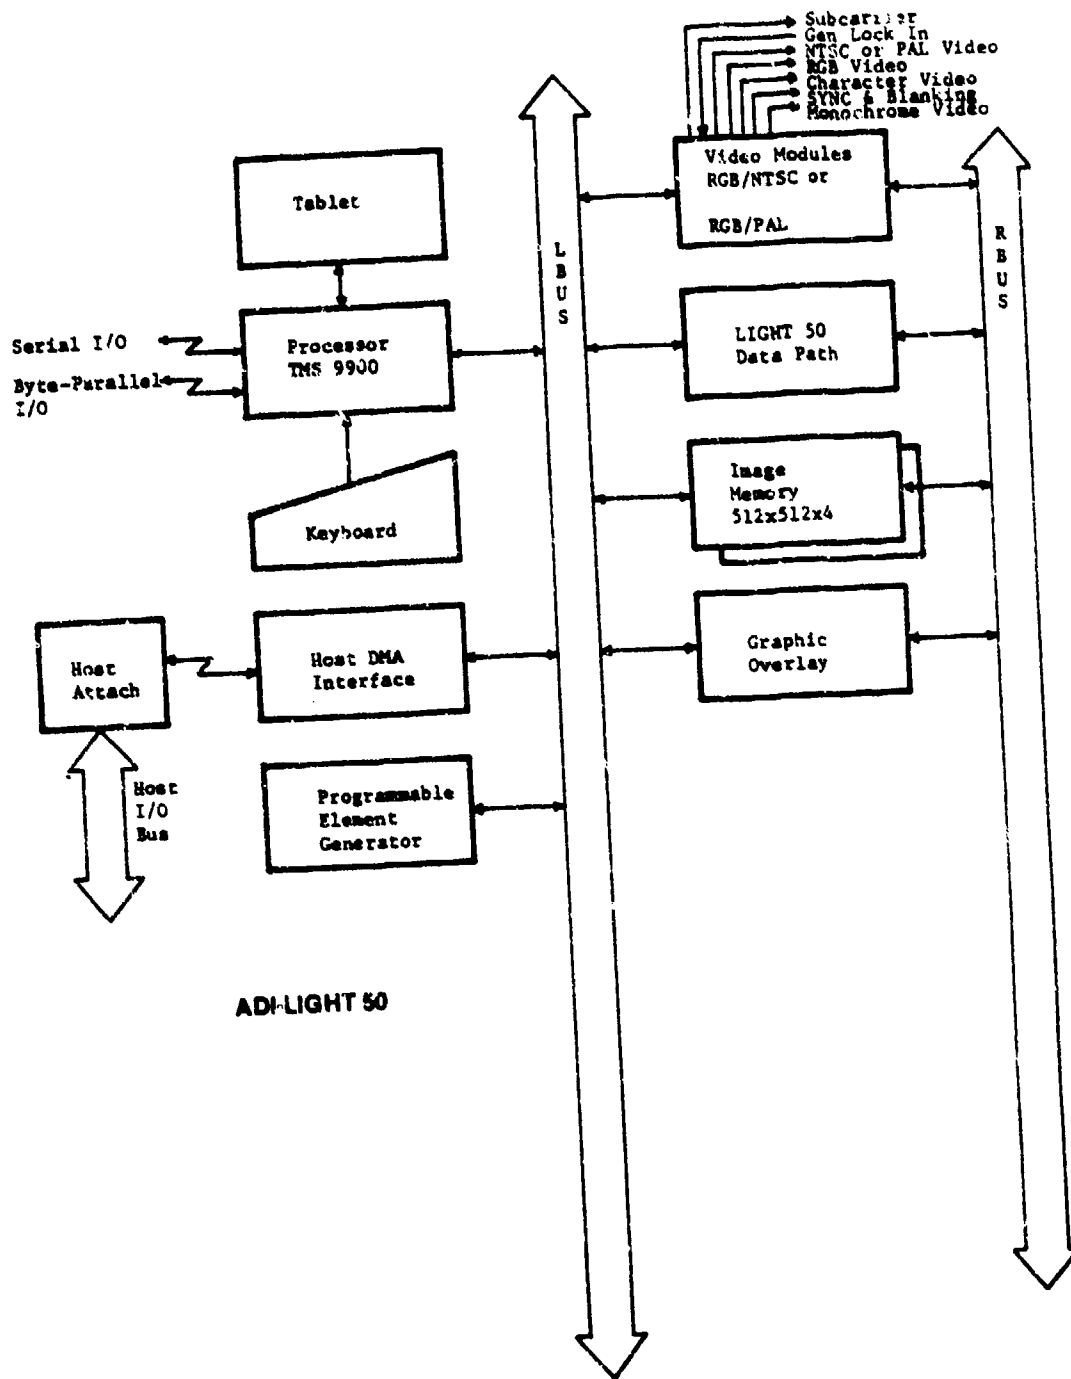 Subcarrier
Gen Lock In
NTSC or PAL Video
RGB Video
Character Video
SYNC & Blanking
Monochrome Video
Video Modules
RGB/NTSC or
RGB/PAL
Tablet
LBUS
RBUS
Serial I/O
Byte-Parallel
I/O
Processor
TMS 9900
LIGHT 50
Data Path
Image
Memory
512x512x4
Keyboard
Host
Attach
Host DMA
Interface
Graphic
Overlay
Host
I/O
Bus
Programmable
Element
Generator
ADI-LIGHT 50